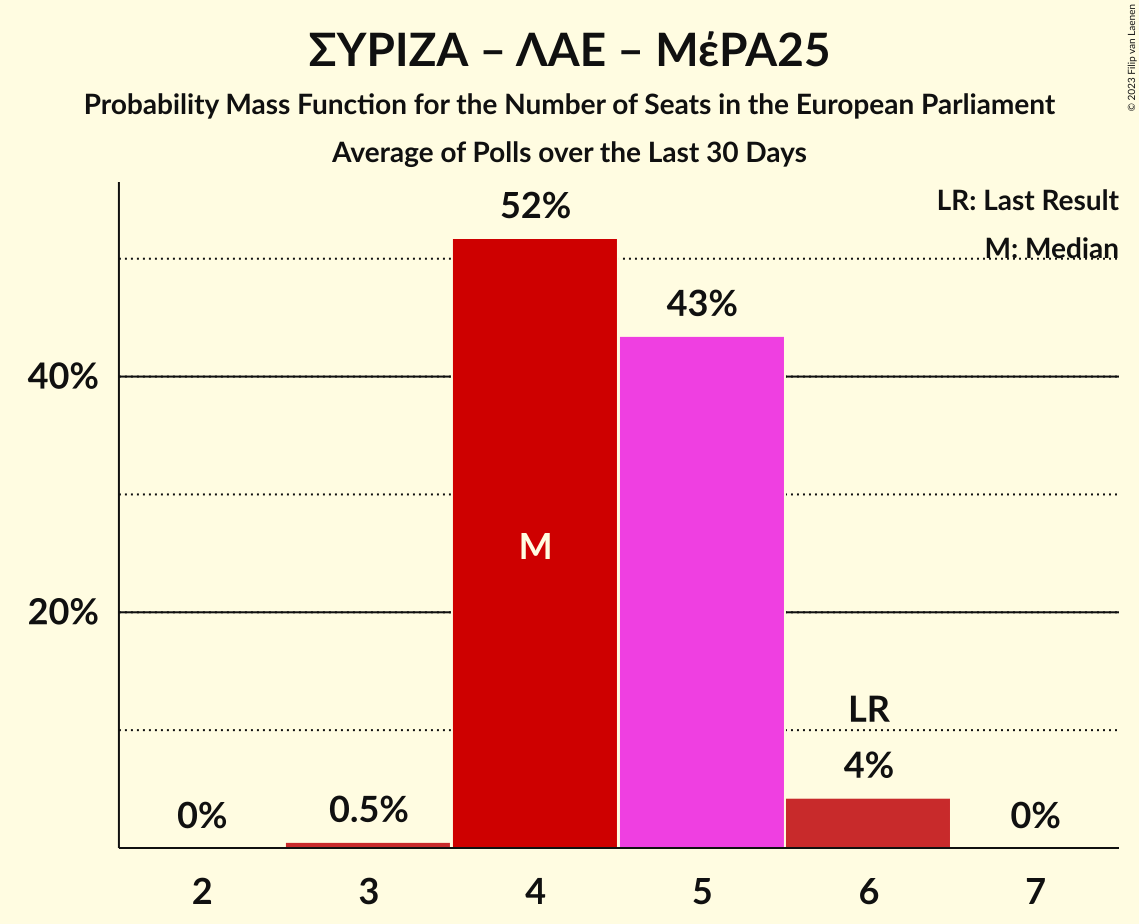 ΣΥΡΙΖΑ – ΛΑΕ – ΜέΡΑ25
Probability Mass Function for the Number of Seats in the European Parliament
Average of Polls over the Last 30 Days
© 2023 Filip van Laenen
LR: Last Result
M: Median
52%
43%
40%
M
20%
LR
4%
0%
0.5%
0%
2
3
4
5
6
7